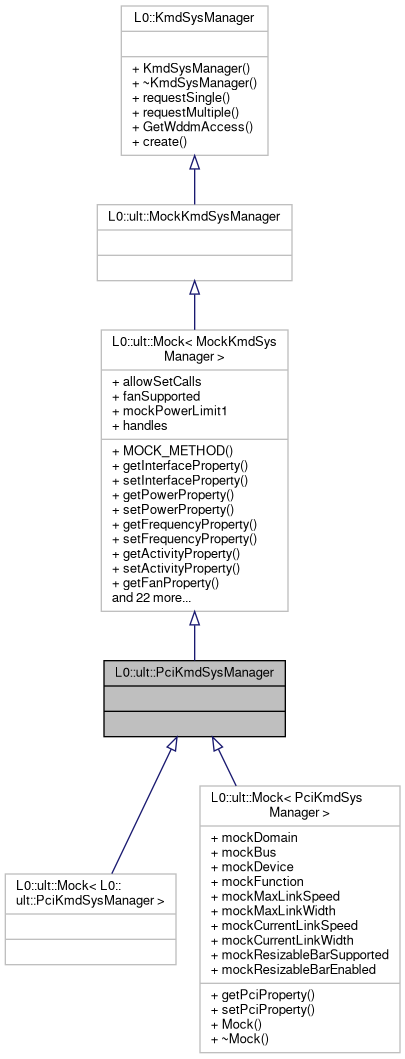 L0::KmdSysManager
+ KmdSysManager()
+ ~KmdSysManager()
+ requestSingle()
+ requestMultiple()
+ GetWddmAccess()
+ create()
L0::ult::MockKmdSysManager
L0::ult::Mock< MockKmdSys
Manager >
+ allowSetCalls
+ fanSupported
+ mockPowerLimit1
+ handles
+ MOCK_METHOD()
+ getInterfaceProperty()
+ setInterfaceProperty()
+ getPowerProperty()
+ setPowerProperty()
+ getFrequencyProperty()
+ setFrequencyProperty()
+ getActivityProperty()
+ setActivityProperty()
+ getFanProperty()
and 22 more...
L0::ult::PciKmdSysManager
L0::ult::Mock< L0::
ult::PciKmdSysManager >
L0::ult::Mock< PciKmdSys
Manager >
+ mockDomain
+ mockBus
+ mockDevice
+ mockFunction
+ mockMaxLinkSpeed
+ mockMaxLinkWidth
+ mockCurrentLinkSpeed
+ mockCurrentLinkWidth
+ mockResizableBarSupported
+ mockResizableBarEnabled
+ getPciProperty()
+ setPciProperty()
+ Mock()
+ ~Mock()